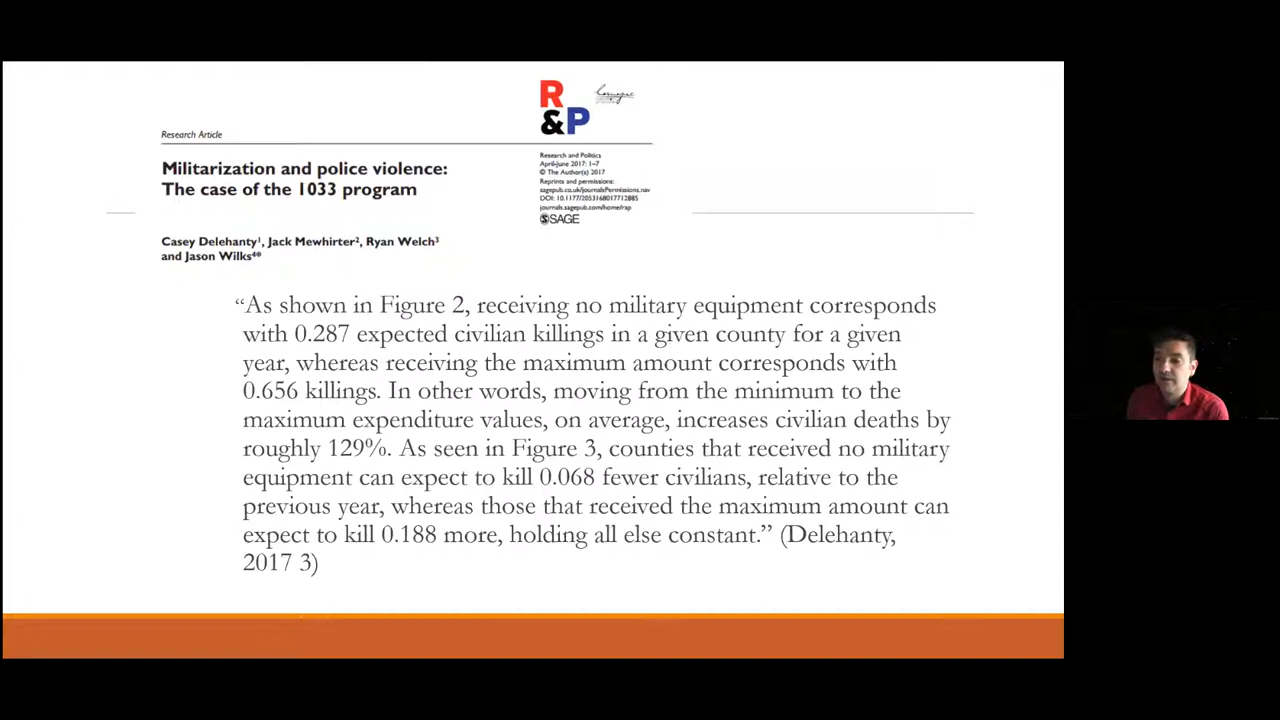 R
&P
Carnegie
Research Article
Militarization and police violence:
The case of the 1033 program
Research and Politics
April-June 2017: 1–7
© The Author(s) 2017
Reprints and permissions:
sagepub.co.uk/journalsPermissions.nav
DOI: 10.1177/2053168017712885
journals.sagepub.com/home/rap
SAGE
Casey Delehanty¹, Jack Mewhirter², Ryan Welch³
and Jason Wilks⁴*
“As shown in Figure 2, receiving no military equipment corresponds
with 0.287 expected civilian killings in a given county for a given
year, whereas receiving the maximum amount corresponds with
0.656 killings. In other words, moving from the minimum to the
maximum expenditure values, on average, increases civilian deaths by
roughly 129%. As seen in Figure 3, counties that received no military
equipment can expect to kill 0.068 fewer civilians, relative to the
previous year, whereas those that received the maximum amount can
expect to kill 0.188 more, holding all else constant.” (Delehanty,
2017 3)